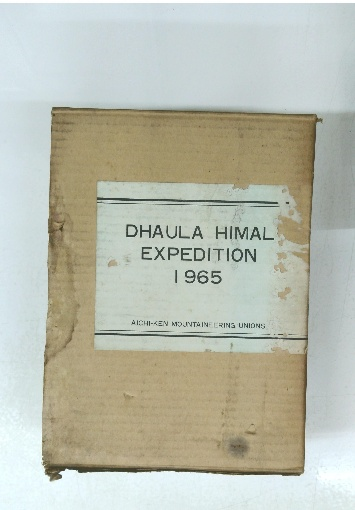 DHAULA HIMAL
EXPEDITION
1965
AICHI-KEN MOUNTAINEERING UNIONS